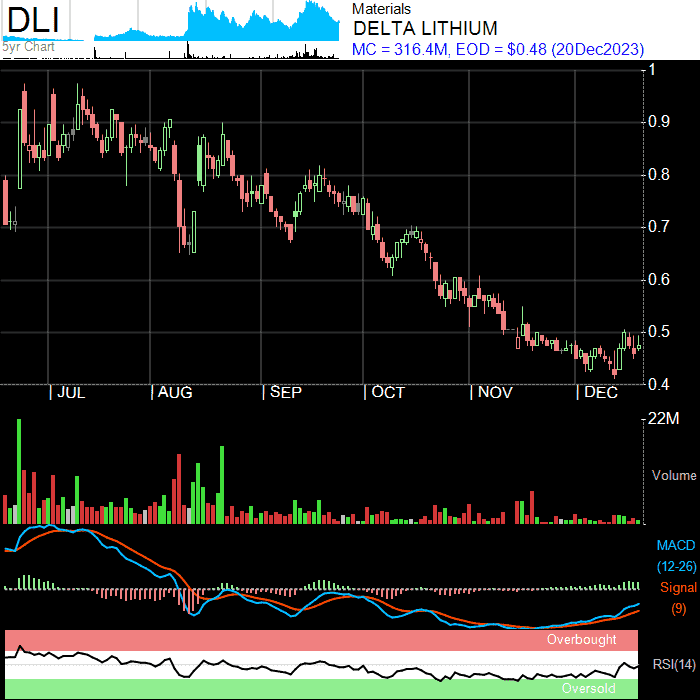 DLI
5yr Chart
Materials
DELTA LITHIUM
MC = 316.4M, EOD = $0.48 (20Dec2023)
1
0.9
0.8
0.7
0.6
0.5
0.4
JUL AUG SEP OCT NOV DEC
22M
Volume
MACD
(12-26)
Signal
(9)
Overbought
RSI(14)
Oversold